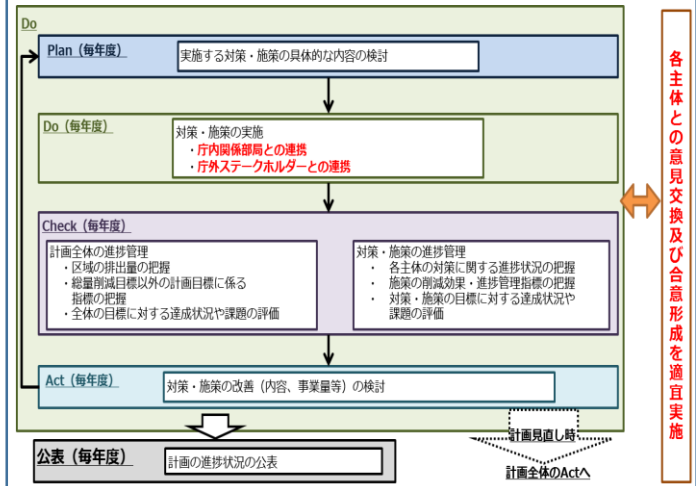 Do
Plan（毎年度）
実施する対策・施策の具体的な内容の検討
Do（毎年度）
対策・施策の実施
・庁内関係部局との連携
・庁外ステークホルダーとの連携
Check（毎年度）
計画全体の進捗管理
・区域の排出量の把握
・総量削減目標以外の計画目標に係る
指標の把握
・全体の目標に対する達成状況や課題の評価
対策・施策の進捗管理
・ 各主体の対策に関する進捗状況の把握
・ 施策の削減効果・進捗管理指標の把握
・ 対策・施策の目標に対する達成状況や
課題の評価
Act（毎年度）
対策・施策の改善（内容、事業量等）の検討
公表（毎年度）
計画の進捗状況の公表
計画見直し時
計画全体のActへ
各主体との意見交換及び合意形成を適宜実施